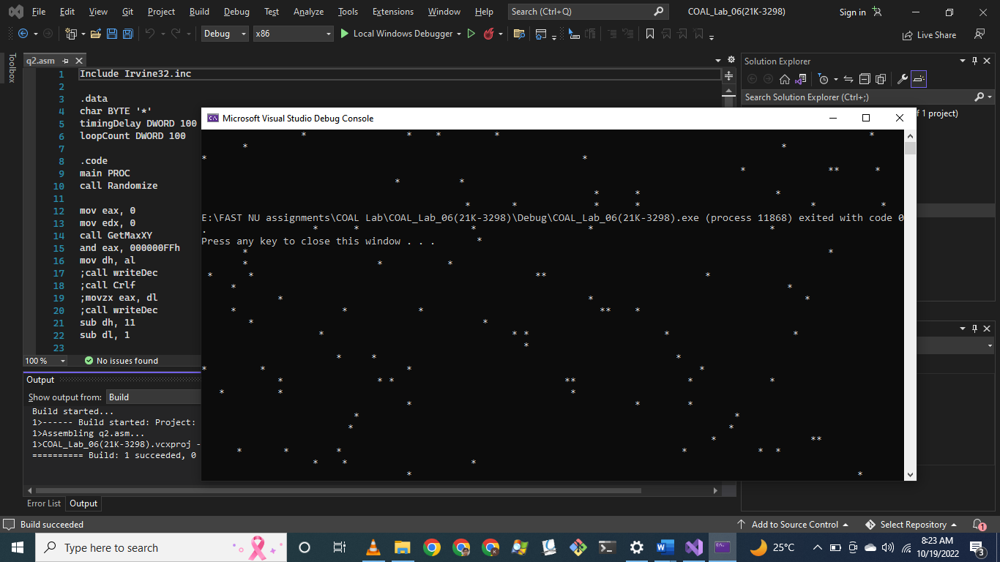 File Edit View Git Project Build Debug Test Analyze Tools Extensions Window Help Search (Ctrl+Q) COAL_Lab_06(21K-3298) Sign in
Debug x86 Local Windows Debugger Live Share
Toolbox
q2.asm
1 Include Irvine32.inc
2
3 .data
4 char BYTE '*'
5 timingDelay DWORD 100
6 loopCount DWORD 100
7
8 .code
9 main PROC
10 call Randomize
11
12 mov eax, 0
13 mov edx, 0
14 call GetMaxXY
15 and eax, 000000FFh
16 mov dh, al
17 ;call writeDec
18 ;call Crlf
19 ;movzx eax, dl
20 ;call writeDec
21 sub dh, 11
22 sub dl, 1
23
100 % No issues found
Solution Explorer
Search Solution Explorer (Ctrl+;)
f 1 project)
Microsoft Visual Studio Debug Console
E:\FAST NU assignments\COAL Lab\COAL_Lab_06(21K-3298)\Debug\COAL_Lab_06(21K-3298).exe (process 11868) exited with code 0
.
Press any key to close this window . . .
Output
Show output from: Build
Build started...
1>------ Build started: Project:
1>Assembling q2.asm...
1>COAL_Lab_06(21K-3298).vcxproj -
========== Build: 1 succeeded, 0
Error List Output
Build succeeded Add to Source Control Select Repository 1
Type here to search
25°C
8:23 AM
10/19/2022
3